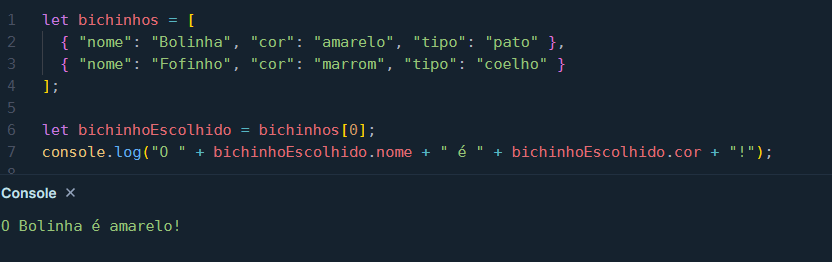 1 let bichinhos = [
2 { "nome": "Bolinha", "cor": "amarelo", "tipo": "pato" },
3 { "nome": "Fofinho", "cor": "marrom", "tipo": "coelho" }
4 ];
5
6 let bichinhoEscolhido = bichinhos[0];
7 console.log("O " + bichinhoEscolhido.nome + " é " + bichinhoEscolhido.cor + "!");
8
Console ×
O Bolinha é amarelo!